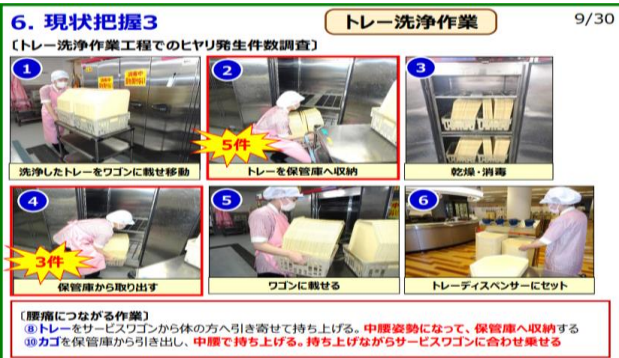 6. 現状把握3
トレー洗浄作業
9/30
〔トレー洗浄作業工程でのヒヤリ発生件数調査〕
1
2
3
5件
洗浄したトレーをワゴンに載せ移動
トレーを保管庫へ収納
乾燥・消毒
4
5
6
3件
保管庫から取り出す
ワゴンに載せる
トレーディスペンサーにセット
〔腰痛につながる作業〕
⑧トレーをサービスワゴンから体の方へ引き寄せて持ち上げる。中腰姿勢になって、保管庫へ収納する
⑩カゴを保管庫から引き出し、中腰で持ち上げる。持ち上げながらサービスワゴンに合わせ乗せる